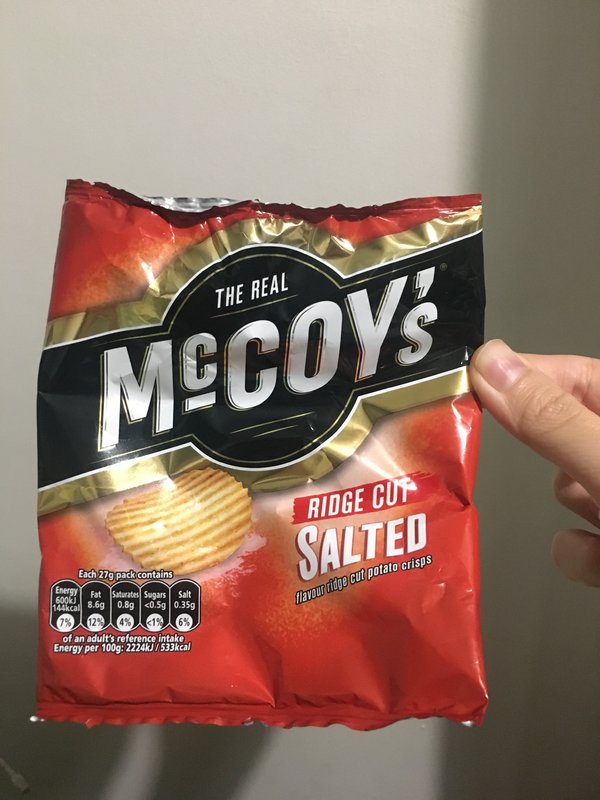 THE REAL
McCOY's
®
RIDGE CUT
SALTED
flavour ridge cut potato crisps
Each 27g pack contains
Energy 600kJ 144kcal 7%
Fat 8.6g 12%
Saturates 0.8g 4%
Sugars <0.5g <1%
Salt 0.35g 6%
of an adult's reference intake
Energy per 100g: 2224kJ / 533kcal